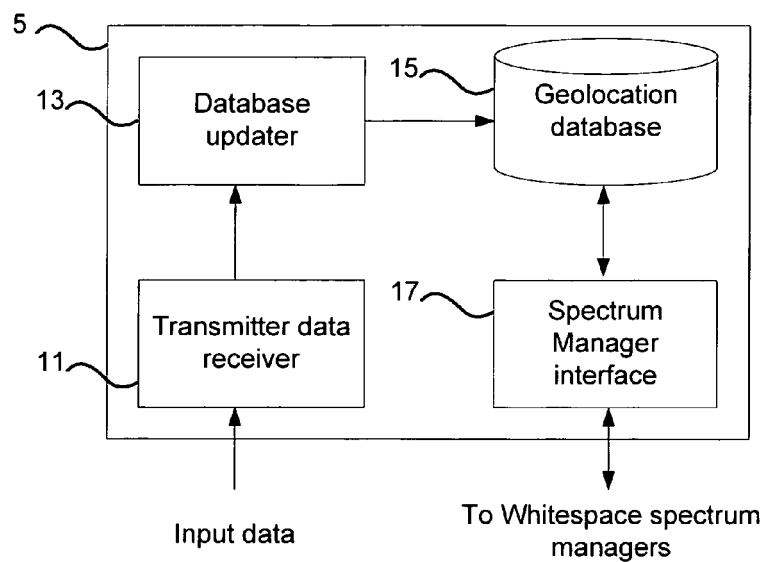 5
13
Database
updater
15
Geolocation
database
11
Transmitter data
receiver
17
Spectrum
Manager
interface
Input data
To Whitespace spectrum
managers